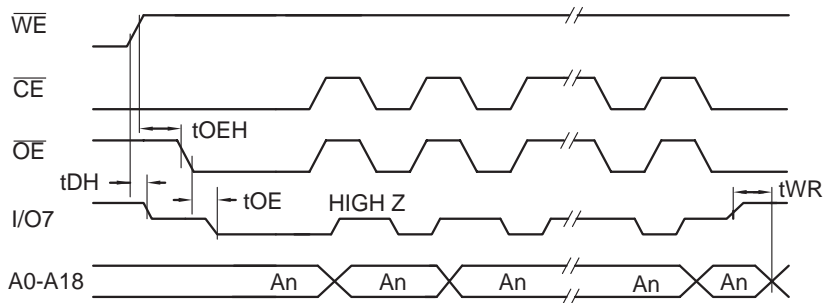 WE
CE
tOEH
OE
tDH
tOE
HIGH Z
tWR
I/O7
A0-A18 An An An An An